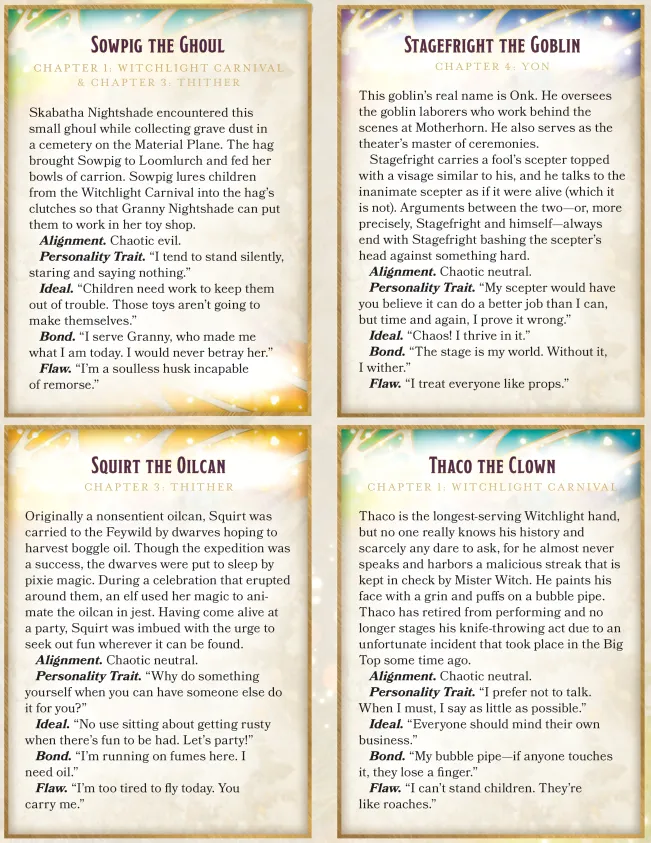 Sowpig the Ghoul
Chapter 1: Witchlight Carnival
& Chapter 3: Thither
Skabatha Nightshade encountered this
small ghoul while collecting grave dust in
a cemetery on the Material Plane. The hag
brought Sowpig to Loomlurch and fed her
bowls of carrion. Sowpig lures children
from the Witchlight Carnival into the hag's
clutches so that Granny Nightshade can put
them to work in her toy shop.
Alignment. Chaotic evil.
Personality Trait. “I tend to stand silently,
staring and saying nothing.”
Ideal. “Children need work to keep them
out of trouble. Those toys aren't going to
make themselves.”
Bond. “I serve Granny, who made me
what I am today. I would never betray her.”
Flaw. “I'm a soulless husk incapable
of remorse.”
Stagefright the Goblin
Chapter 4: Yon
This goblin's real name is Onk. He oversees
the goblin laborers who work behind the
scenes at Motherhorn. He also serves as the
theater's master of ceremonies.
Stagefright carries a fool's scepter topped
with a visage similar to his, and he talks to the
inanimate scepter as if it were alive (which it
is not). Arguments between the two—or, more
precisely, Stagefright and himself—always
end with Stagefright bashing the scepter's
head against something hard.
Alignment. Chaotic neutral.
Personality Trait. “My scepter would have
you believe it can do a better job than I can,
but time and again, I prove it wrong.”
Ideal. “Chaos! I thrive in it.”
Bond. “The stage is my world. Without it,
I wither.”
Flaw. “I treat everyone like props.”
Squirt the Oilcan
Chapter 3: Thither
Originally a nonsentient oilcan, Squirt was
carried to the Feywild by dwarves hoping to
harvest boggle oil. Though the expedition was
a success, the dwarves were put to sleep by
pixie magic. During a celebration that erupted
around them, an elf used her magic to ani-
mate the oilcan in jest. Having come alive at
a party, Squirt was imbued with the urge to
seek out fun wherever it can be found.
Alignment. Chaotic neutral.
Personality Trait. “Why do something
yourself when you can have someone else do
it for you?”
Ideal. “No use sitting about getting rusty
when there's fun to be had. Let's party!”
Bond. “I'm running on fumes here. I
need oil.”
Flaw. “I'm too tired to fly today. You
carry me.”
Thaco the Clown
Chapter 1: Witchlight Carnival
Thaco is the longest-serving Witchlight hand,
but no one really knows his history and
scarcely any dare to ask, for he almost never
speaks and harbors a malicious streak that is
kept in check by Mister Witch. He paints his
face with a grin and puffs on a bubble pipe.
Thaco has retired from performing and no
longer stages his knife-throwing act due to an
unfortunate incident that took place in the Big
Top some time ago.
Alignment. Chaotic neutral.
Personality Trait. “I prefer not to talk.
When I must, I say as little as possible.”
Ideal. “Everyone should mind their own
business.”
Bond. “My bubble pipe—if anyone touches
it, they lose a finger.”
Flaw. “I can't stand children. They're
like roaches.”